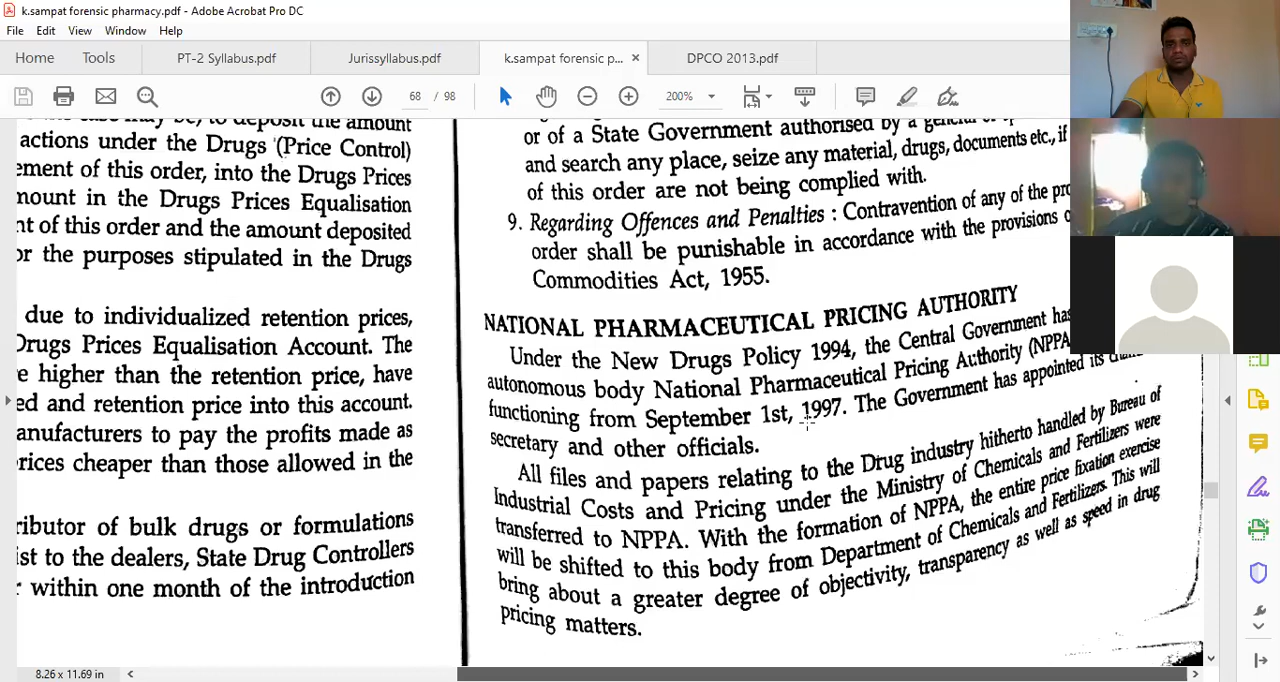 k.sampat forensic pharmacy.pdf - Adobe Acrobat Pro DC
File Edit View Window Help
Home Tools PT-2 Syllabus.pdf Jurissyllabus.pdf k.sampat forensic p... × DPCO 2013.pdf
68 / 98 200%
to deposit the amount
actions under the Drugs (Price Control)
ement of this order, into the Drugs Prices
mount in the Drugs Prices Equalisation
nt of this order and the amount deposited
or the purposes stipulated in the Drugs
due to individualized retention prices,
Drugs Prices Equalisation Account. The
e higher than the retention price, have
ed and retention price into this account.
anufacturers to pay the profits made as
rices cheaper than those allowed in the
ributor of bulk drugs or formulations
ist to the dealers, State Drug Controllers
r within one month of the introduction
or of a State Government authorised by a
and search any place, seize any material, drugs, documents etc., if
of this order are not being complied with.
9. Regarding Offences and Penalties : Contravention of any of the pro
order shall be punishable in accordance with the provisions o
Commodities Act, 1955.
NATIONAL PHARMACEUTICAL PRICING AUTHORITY
Under the New Drugs Policy 1994, the Central Government has
autonomous body National Pharmaceutical Pricing Authority (NPPA
functioning from September 1st, 1997. The Government has appointed its
secretary and other officials.
All files and papers relating to the Drug industry hitherto handled by Bureau of
Industrial Costs and Pricing under the Ministry of Chemicals and Fertilizers were
transferred to NPPA. With the formation of NPPA, the entire price fixation exercise
will be shifted to this body from Department of Chemicals and Fertilizers. This will
bring about a greater degree of objectivity, transparency as well as speed in drug
pricing matters.
8.26 x 11.69 in